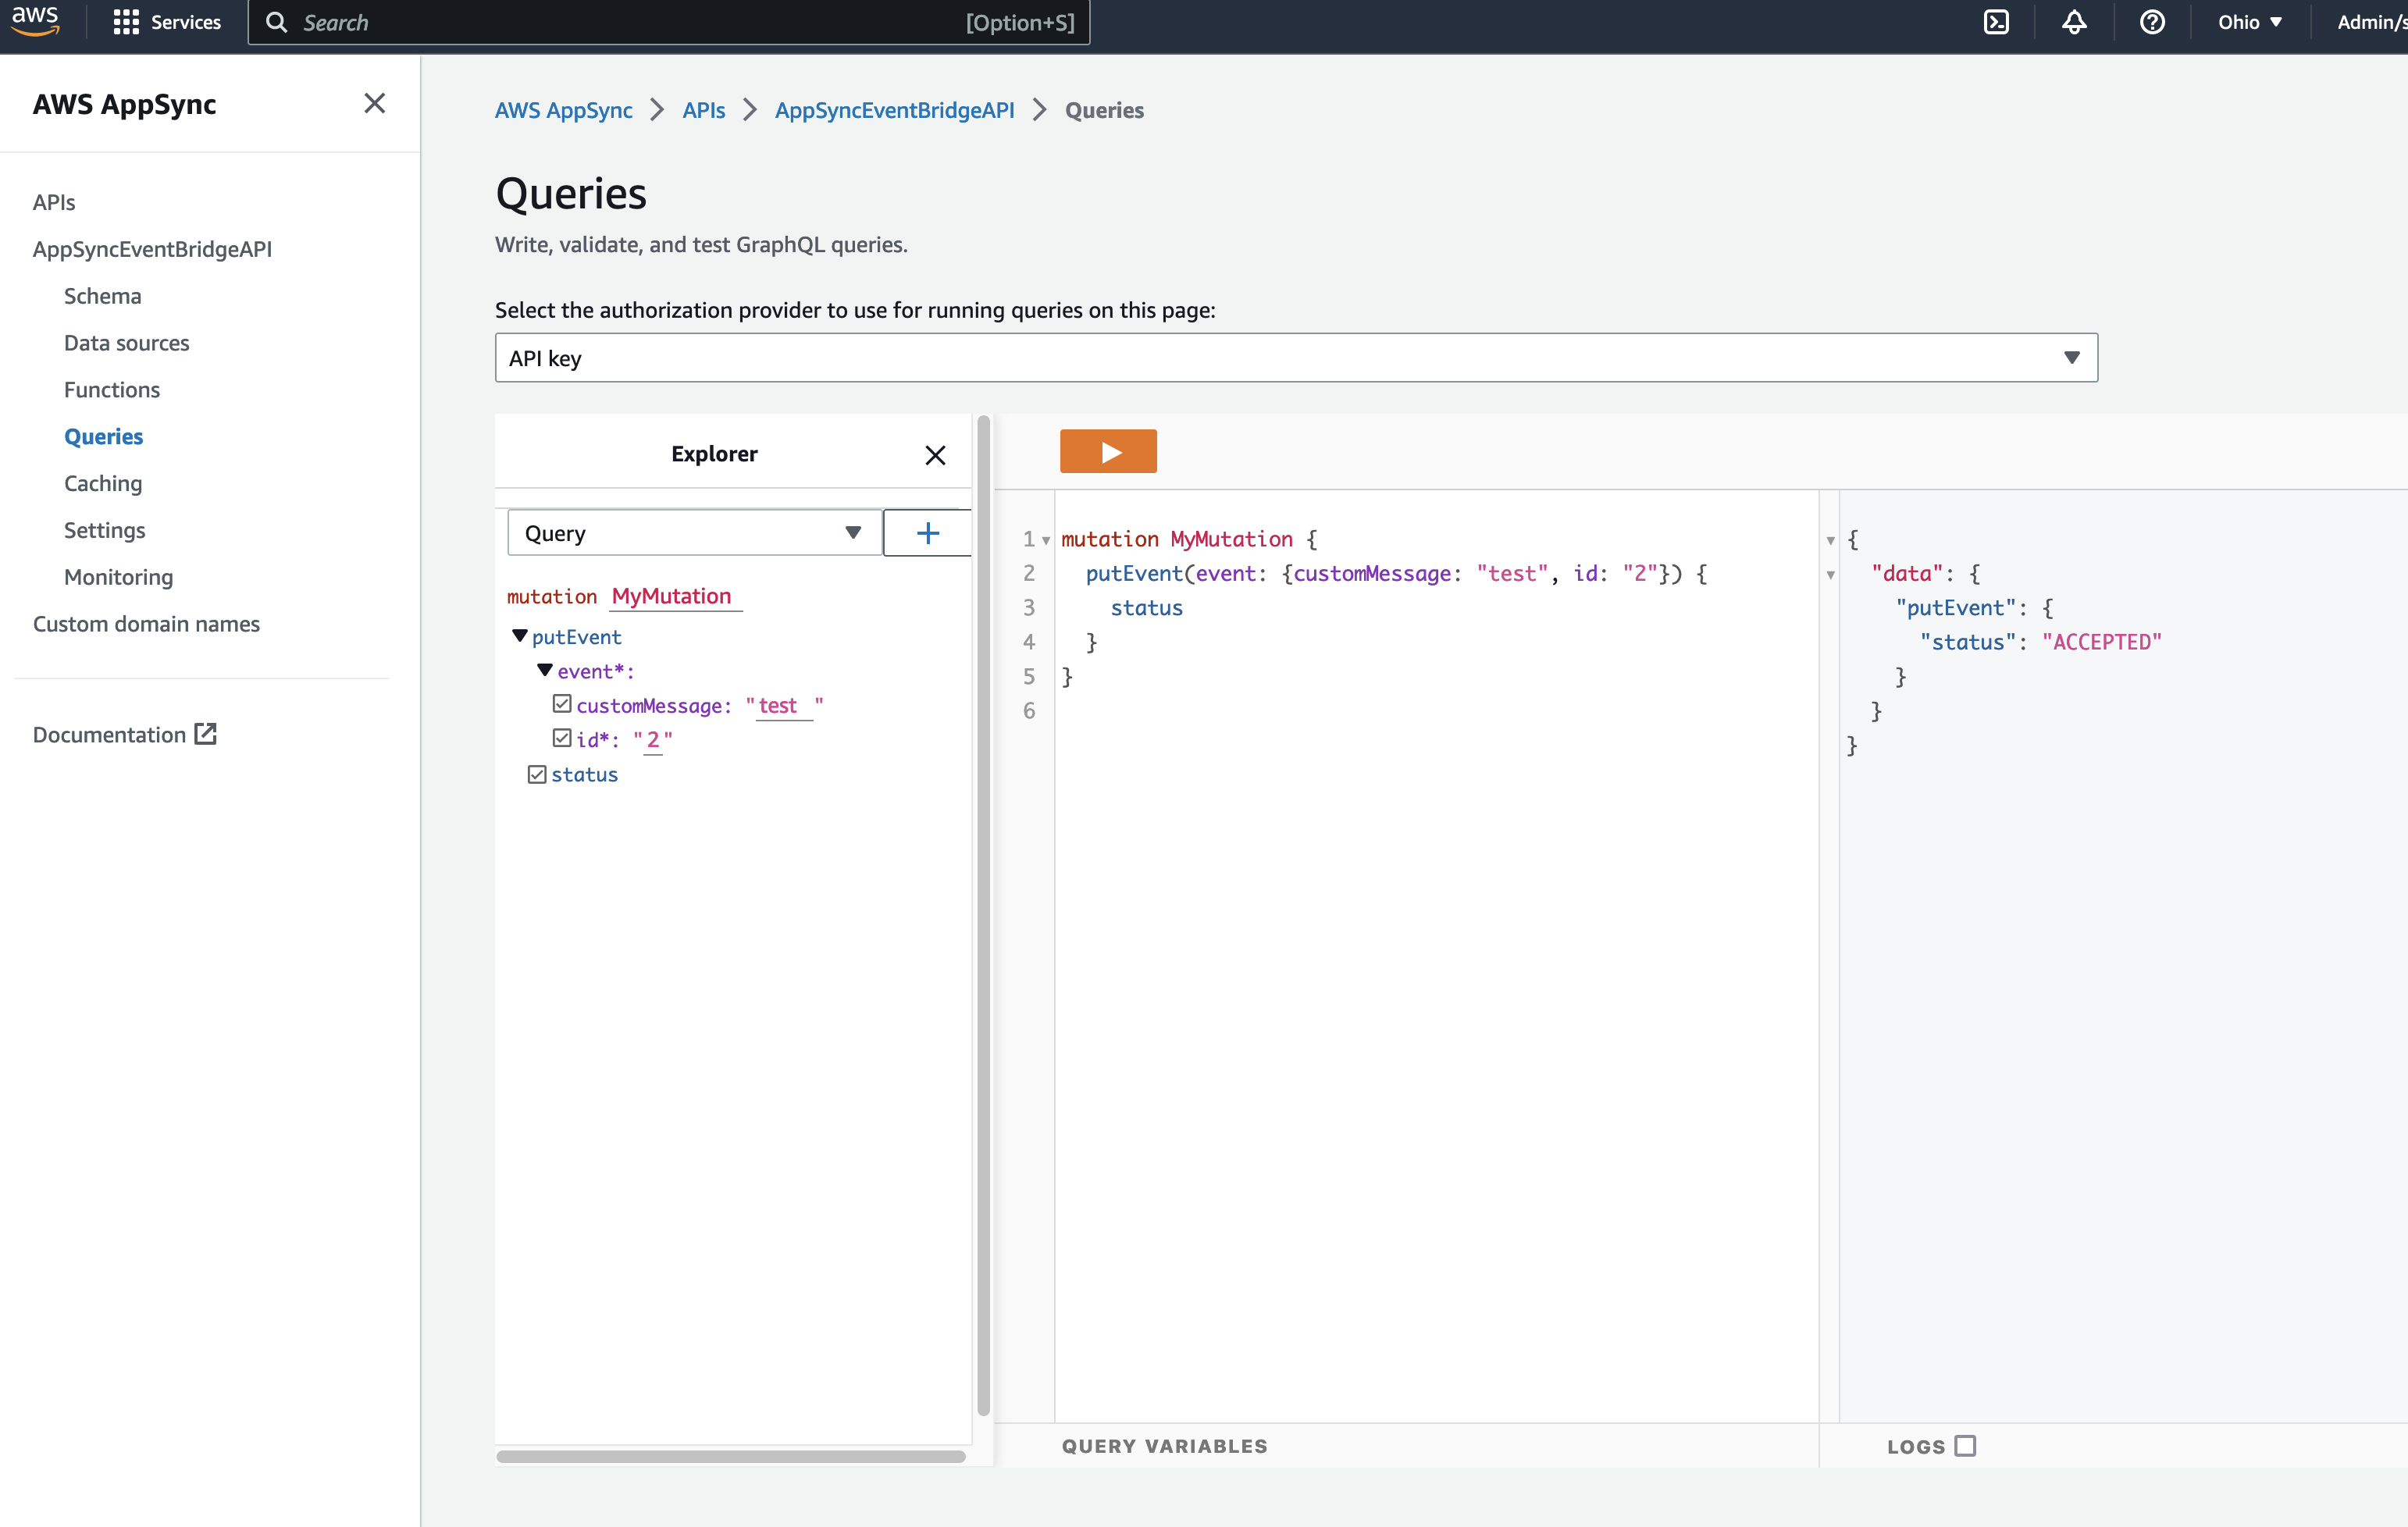 aws
Services
Search
[Option+S]
Ohio
Admin/s
AWS AppSync
APIs
AppSyncEventBridgeAPI
Schema
Data sources
Functions
Queries
Caching
Settings
Monitoring
Custom domain names
Documentation
AWS AppSync > APIs > AppSyncEventBridgeAPI > Queries
Queries
Write, validate, and test GraphQL queries.
Select the authorization provider to use for running queries on this page:
API key
Explorer
Query
+
mutation MyMutation
putEvent
event*:
customMessage: "test "
id*: "2"
status
1 mutation MyMutation {
2 putEvent(event: {customMessage: "test", id: "2"}) {
3 status
4 }
5 }
6
{
"data": {
"putEvent": {
"status": "ACCEPTED"
}
}
}
QUERY VARIABLES
LOGS